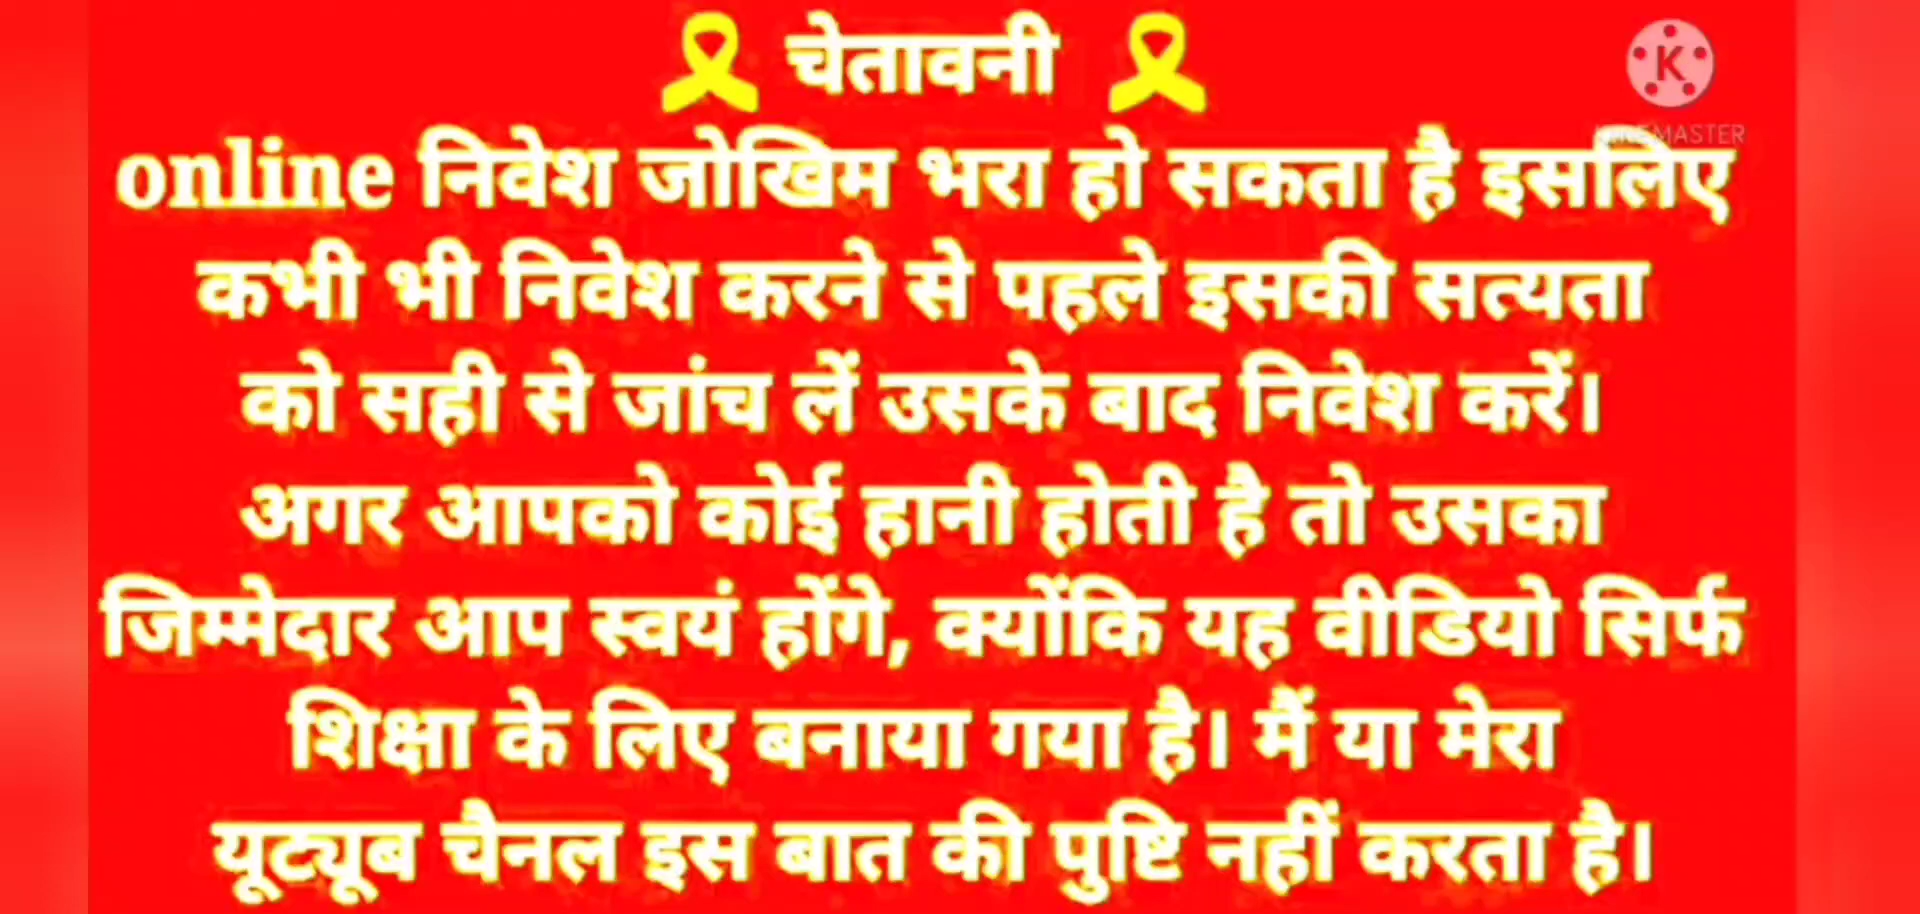 चेतावनी
KINEMASTER
online निवेश जोखिम भरा हो सकता है इसलिए
कभी भी निवेश करने से पहले इसकी सत्यता
को सही से जांच लें उसके बाद निवेश करें।
अगर आपको कोई हानी होती है तो उसका
जिम्मेदार आप स्वयं होंगे, क्योंकि यह वीडियो सिर्फ
शिक्षा के लिए बनाया गया है। मैं या मेरा
यूट्यूब चैनल इस बात की पुष्टि नहीं करता है।